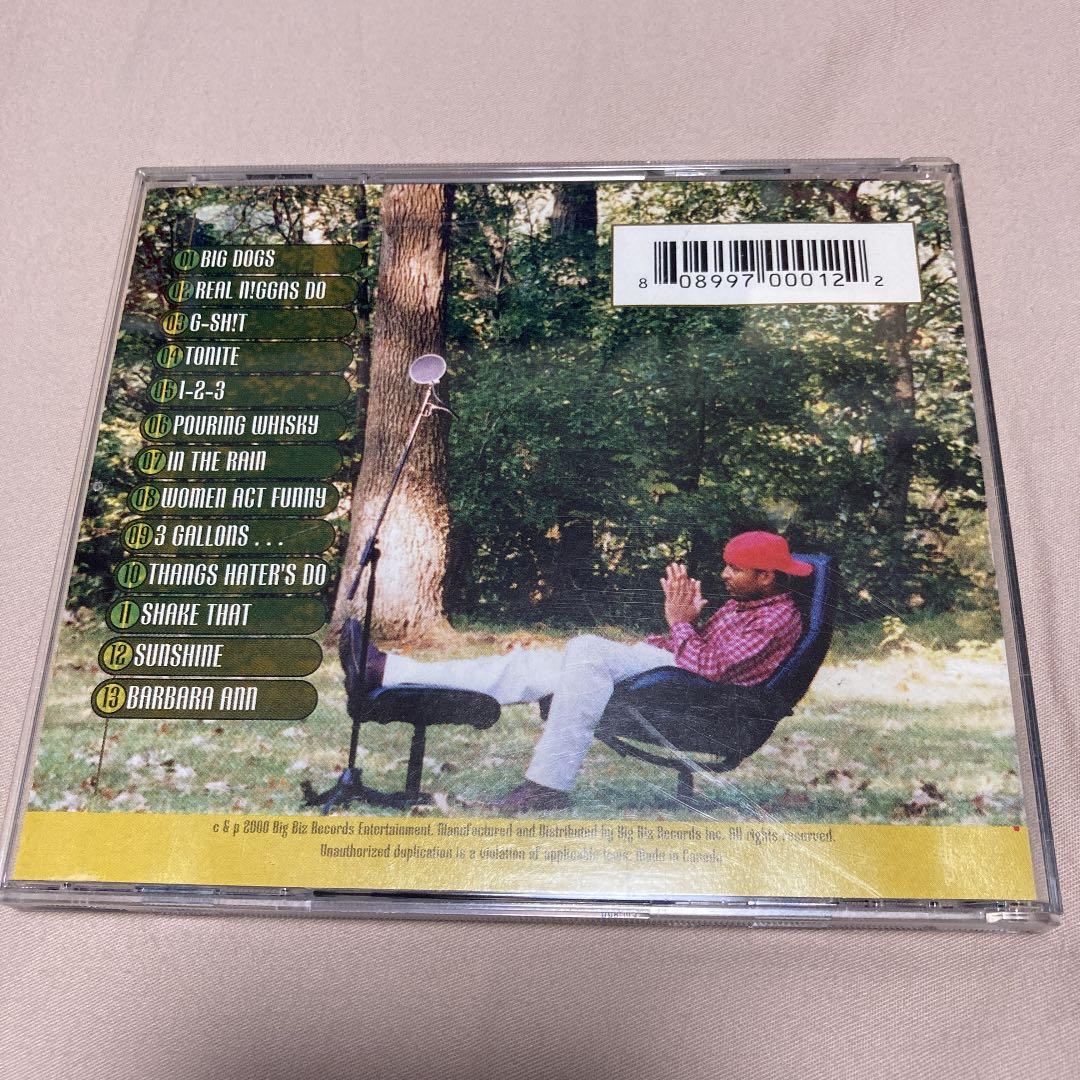 8 08997 00012 2
01 BIG DOGS
02 REAL N!GGAS DO
03 G-SH!T
04 TONITE
05 1-2-3
06 POURING WHISKY
07 IN THE RAIN
08 WOMEN ACT FUNNY
09 3 GALLONS...
10 THANGS HATER'S DO
11 SHAKE THAT
12 SUNSHINE
13 BARBARA ANN
c & p 2000 Big Biz Records Entertainment. Manufactured and Distributed by Big Biz Records Inc. All rights reserved.
Unauthorized duplication is a violation of applicable laws. Made in Canada